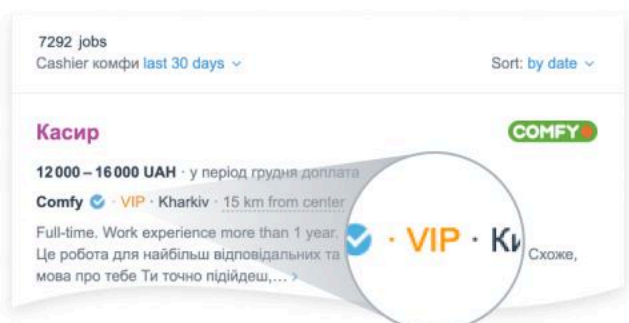 7292 jobs
Cashier комфи last 30 days
Sort: by date
Касир
COMFY
12 000 – 16 000 UAH · у період грудня доплата
Comfy · VIP · Kharkiv · 15 km from center
· VIP · Ки
Full-time. Work experience more than 1 year.
Це робота для найбільш відповідальних та Схоже,
мова про тебе Ти точно підійдеш,... ›